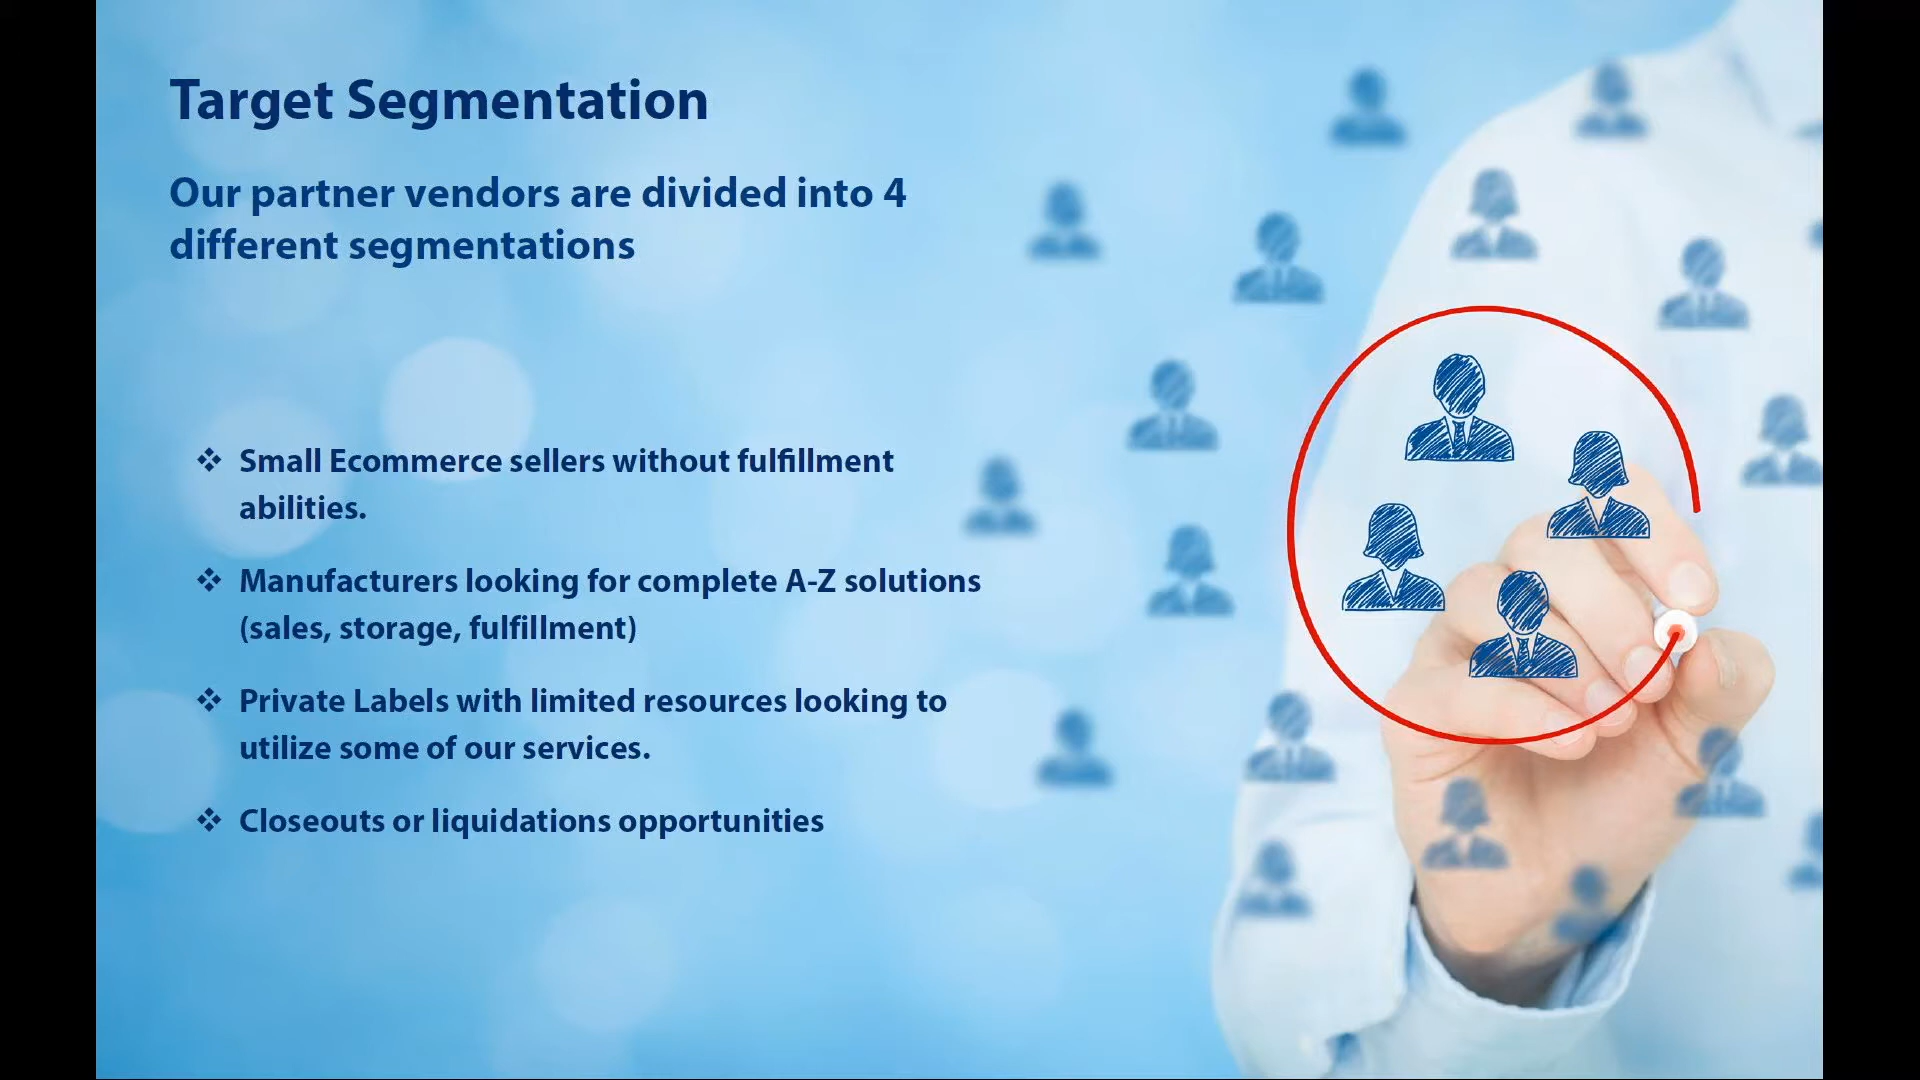 Target Segmentation
Our partner vendors are divided into 4
different segmentations
❖ Small Ecommerce sellers without fulfillment
abilities.
❖ Manufacturers looking for complete A-Z solutions
(sales, storage, fulfillment)
❖ Private Labels with limited resources looking to
utilize some of our services.
❖ Closeouts or liquidations opportunities